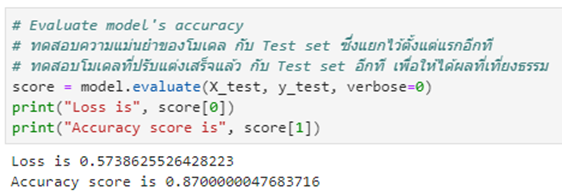 # Evaluate model's accuracy
# ทดสอบความแม่นยำของโมเดล กับ Test set ซึ่งแยกไว้ตั้งแต่แรกอีกที
# ทดสอบโมเดลที่ปรับแต่งเสร็จแล้ว กับ Test set อีกที เพื่อให้ได้ผลที่เที่ยงธรรม
score = model.evaluate(X_test, y_test, verbose=0)
print("Loss is", score[0])
print("Accuracy score is", score[1])
Loss is 0.5738625526428223
Accuracy score is 0.8700000047683716